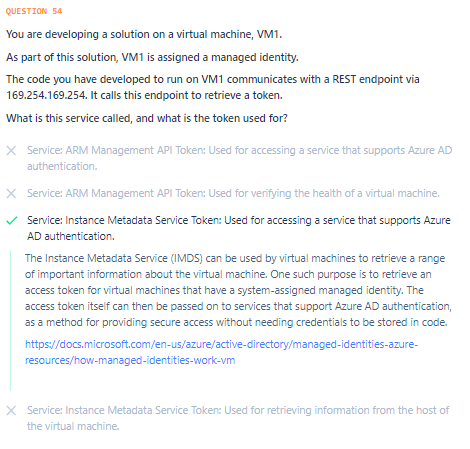 QUESTION 54
You are developing a solution on a virtual machine, VM1.
As part of this solution, VM1 is assigned a managed identity.
The code you have developed to run on VM1 communicates with a REST endpoint via
169.254.169.254. It calls this endpoint to retrieve a token.
What is this service called, and what is the token used for?
Service: ARM Management API Token: Used for accessing a service that supports Azure AD
authentication.
Service: ARM Management API Token: Used for verifying the health of a virtual machine.
Service: Instance Metadata Service Token: Used for accessing a service that supports Azure
AD authentication.
The Instance Metadata Service (IMDS) can be used by virtual machines to retrieve a range
of important information about the virtual machine. One such purpose is to retrieve an
access token for virtual machines that have a system-assigned managed identity. The
access token itself can then be passed on to services that support Azure AD authentication,
as a method for providing secure access without needing credentials to be stored in code.
https://docs.microsoft.com/en-us/azure/active-directory/managed-identities-azure-
resources/how-managed-identities-work-vm
Service: Instance Metadata Service Token: Used for retrieving information from the host of
the virtual machine.